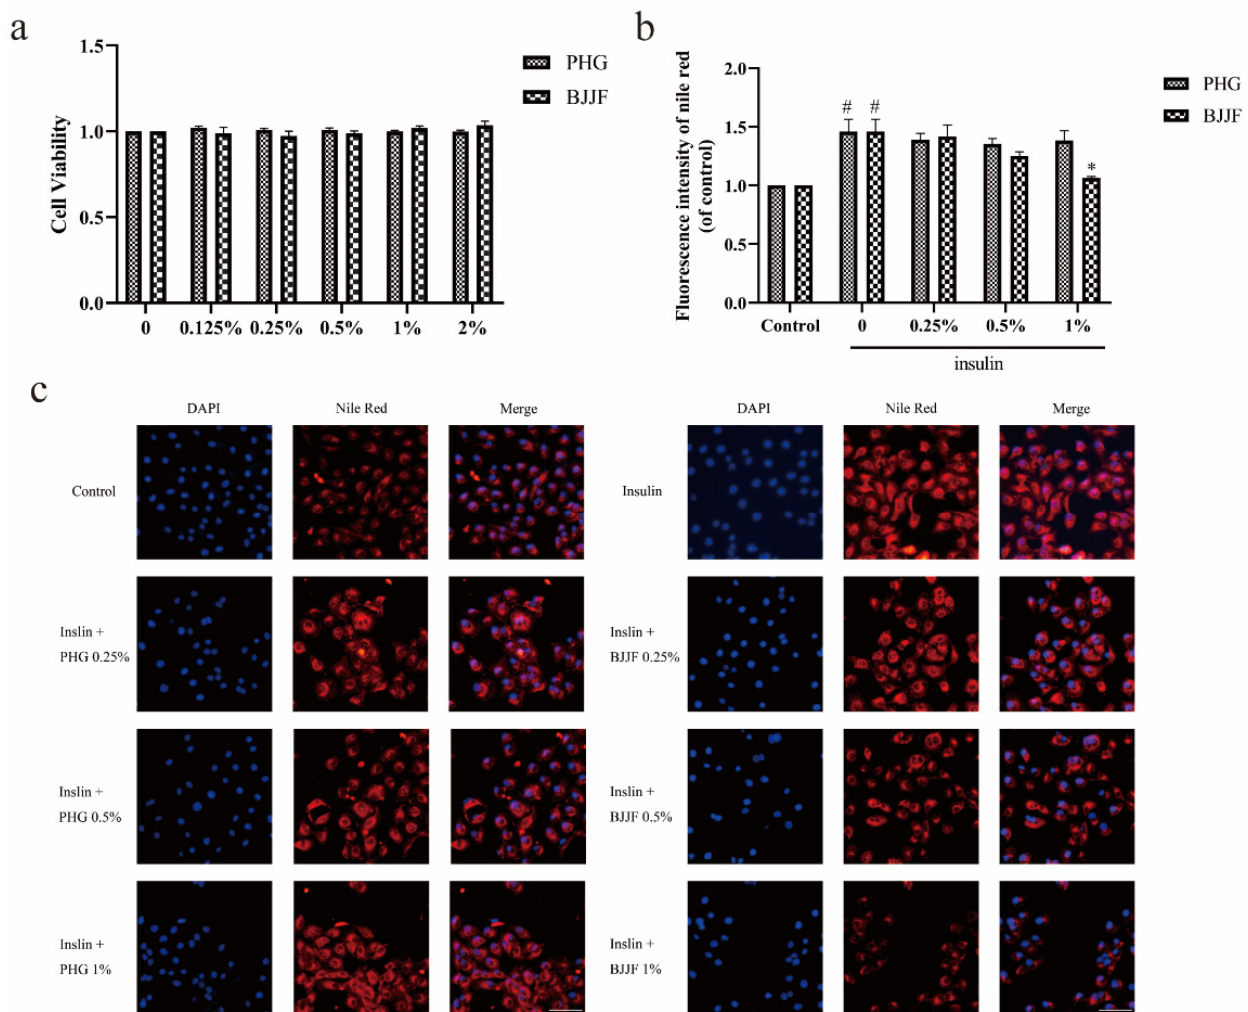 a
1.5
1.0
0.5
0.0
Cell Viability
0 0.125% 0.25% 0.5% 1% 2%
PHG
BJJF
b
2.0
1.5
1.0
0.5
0.0
Fluorescence intensity of nile red
(of control)
# #
*
Control 0 0.25% 0.5% 1%
insulin
PHG
BJJF
c
DAPI Nile Red Merge DAPI Nile Red Merge
Control
Insulin
Inslin +
PHG 0.25%
Inslin +
BJJF 0.25%
Inslin +
PHG 0.5%
Inslin +
BJJF 0.5%
Inslin +
PHG 1%
Inslin +
BJJF 1%